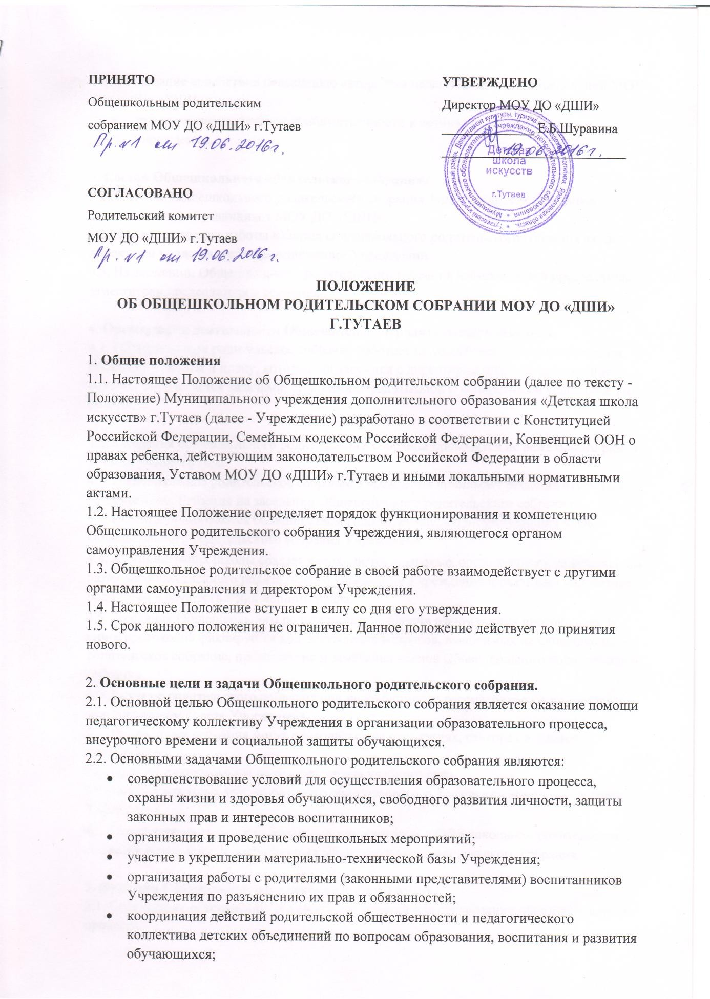 ПРИНЯТО
Общешкольным родительским
собранием МОУ ДО «ДШИ» г.Тутаев
Пр.№1 от 19.06.2016г.
УТВЕРЖДЕНО
Директор МОУ ДО «ДШИ»
Е.Б.Шуравина
19.06.2016г.
Детская
школа
искусств
г.Тутаев
СОГЛАСОВАНО
Родительский комитет
МОУ ДО «ДШИ» г.Тутаев
Пр. №1 от 19.06.2016г.
ПОЛОЖЕНИЕ
ОБ ОБЩЕШКОЛЬНОМ РОДИТЕЛЬСКОМ СОБРАНИИ МОУ ДО «ДШИ»
Г.ТУТАЕВ
1. Общие положения
1.1. Настоящее Положение об Общешкольном родительском собрании (далее по тексту -
Положение) Муниципального учреждения дополнительного образования «Детская школа
искусств» г.Тутаев (далее - Учреждение) разработано в соответствии с Конституцией
Российской Федерации, Семейным кодексом Российской Федерации, Конвенцией ООН о
правах ребенка, действующим законодательством Российской Федерации в области
образования, Уставом МОУ ДО «ДШИ» г.Тутаев и иными локальными нормативными
актами.
1.2. Настоящее Положение определяет порядок функционирования и компетенцию
Общешкольного родительского собрания Учреждения, являющегося органом
самоуправления Учреждения.
1.3. Общешкольное родительское собрание в своей работе взаимодействует с другими
органами самоуправления и директором Учреждения.
1.4. Настоящее Положение вступает в силу со дня его утверждения.
1.5. Срок данного положения не ограничен. Данное положение действует до принятия
нового.
2. Основные цели и задачи Общешкольного родительского собрания.
2.1. Основной целью Общешкольного родительского собрания является оказание помощи
педагогическому коллективу Учреждения в организации образовательного процесса,
внеурочного времени и социальной защиты обучающихся.
2.2. Основными задачами Общешкольного родительского собрания являются:
• совершенствование условий для осуществления образовательного процесса,
охраны жизни и здоровья обучающихся, свободного развития личности, защиты
законных прав и интересов воспитанников;
• организация и проведение общешкольных мероприятий;
• участие в укреплении материально-технической базы Учреждения;
• организация работы с родителями (законными представителями) воспитанников
Учреждения по разъяснению их прав и обязанностей;
• координация действий родительской общественности и педагогического
коллектива детских объединений по вопросам образования, воспитания и развития
обучающихся;